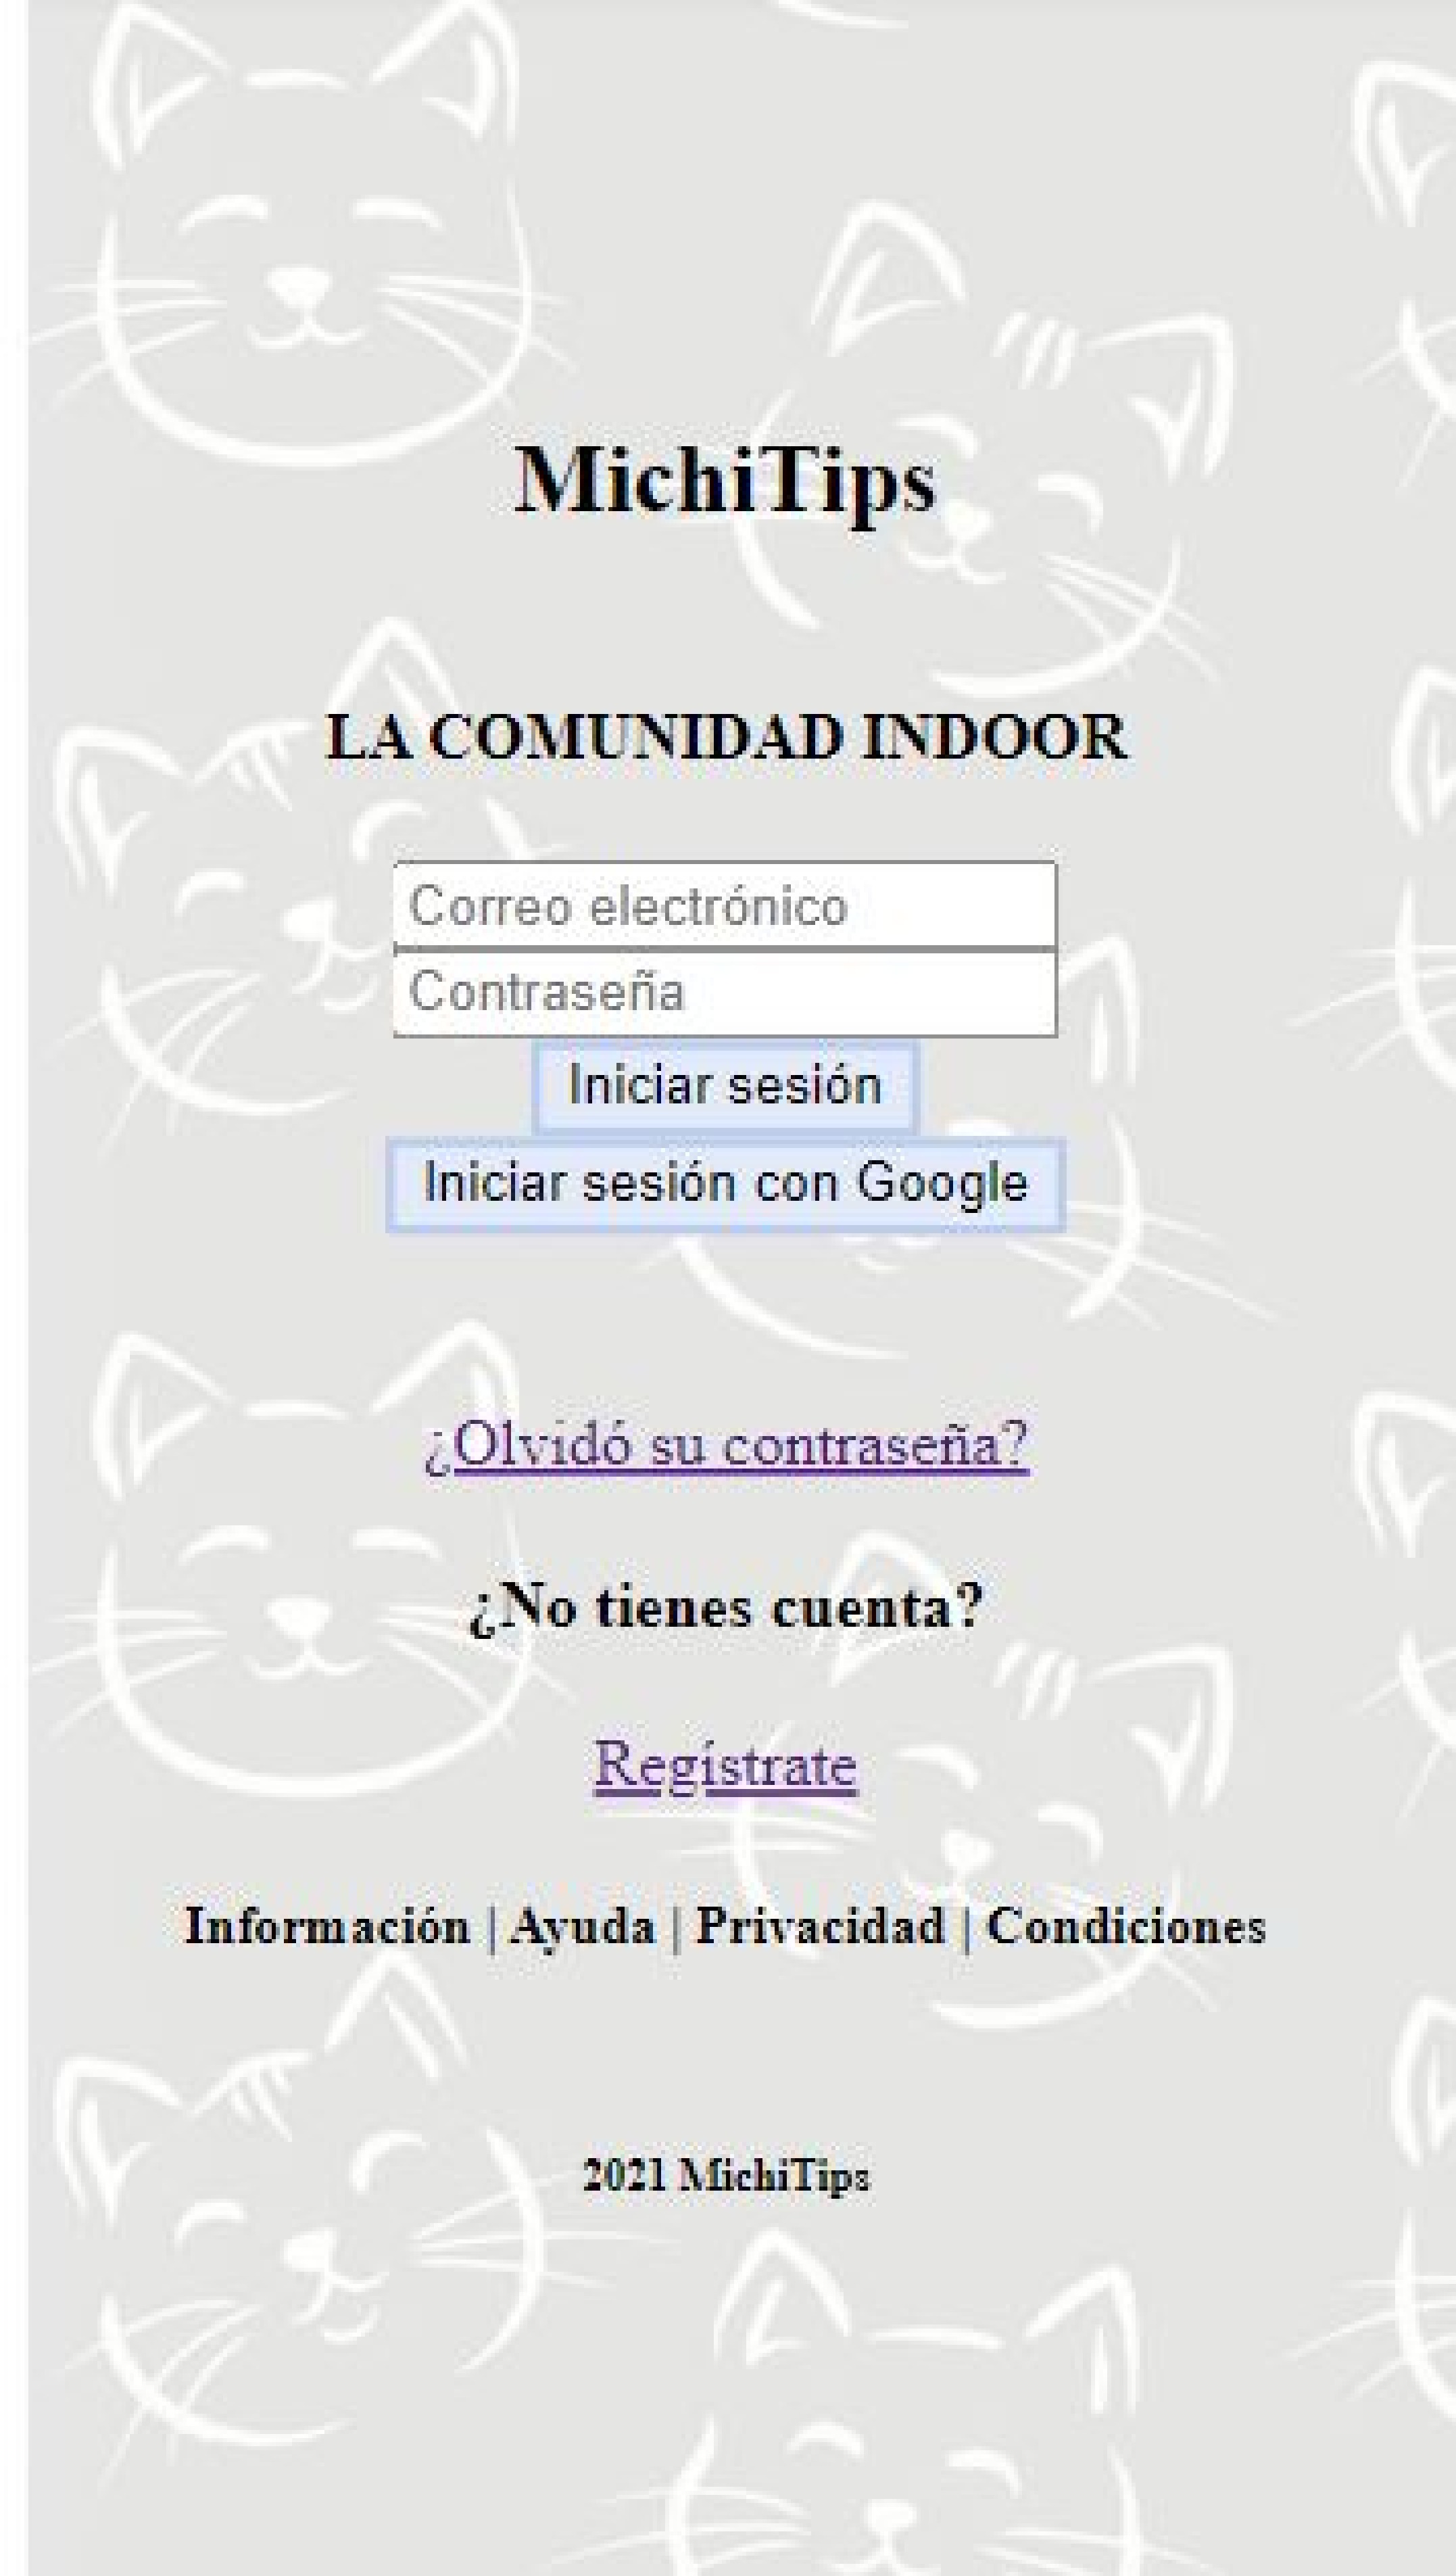 MichiTips
LA COMUNIDAD INDOOR
Correo electrónico
Contraseña
Iniciar sesión
Iniciar sesión con Google
¿Olvidó su contraseña?
¿No tienes cuenta?
Regístrate
Información | Ayuda | Privacidad | Condiciones
2021 MichiTips